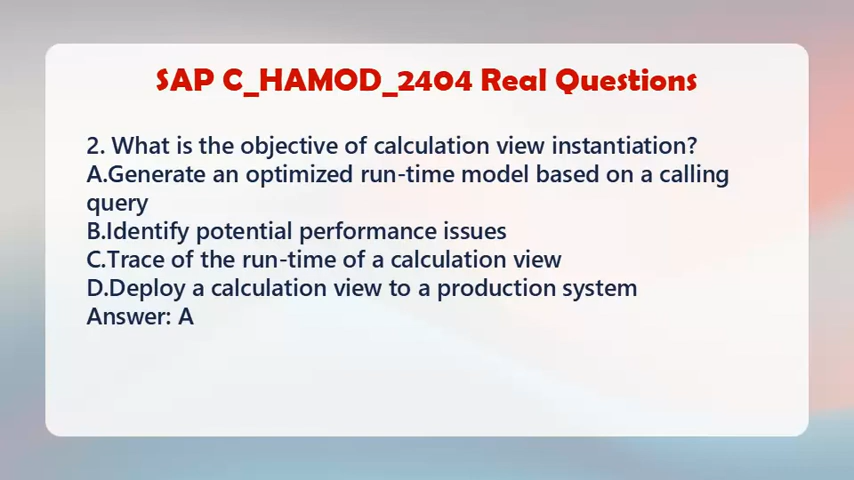 SAP C_HAMOD_2404 Real Questions
2. What is the objective of calculation view instantiation?
A.Generate an optimized run-time model based on a calling
query
B.Identify potential performance issues
C.Trace of the run-time of a calculation view
D.Deploy a calculation view to a production system
Answer: A